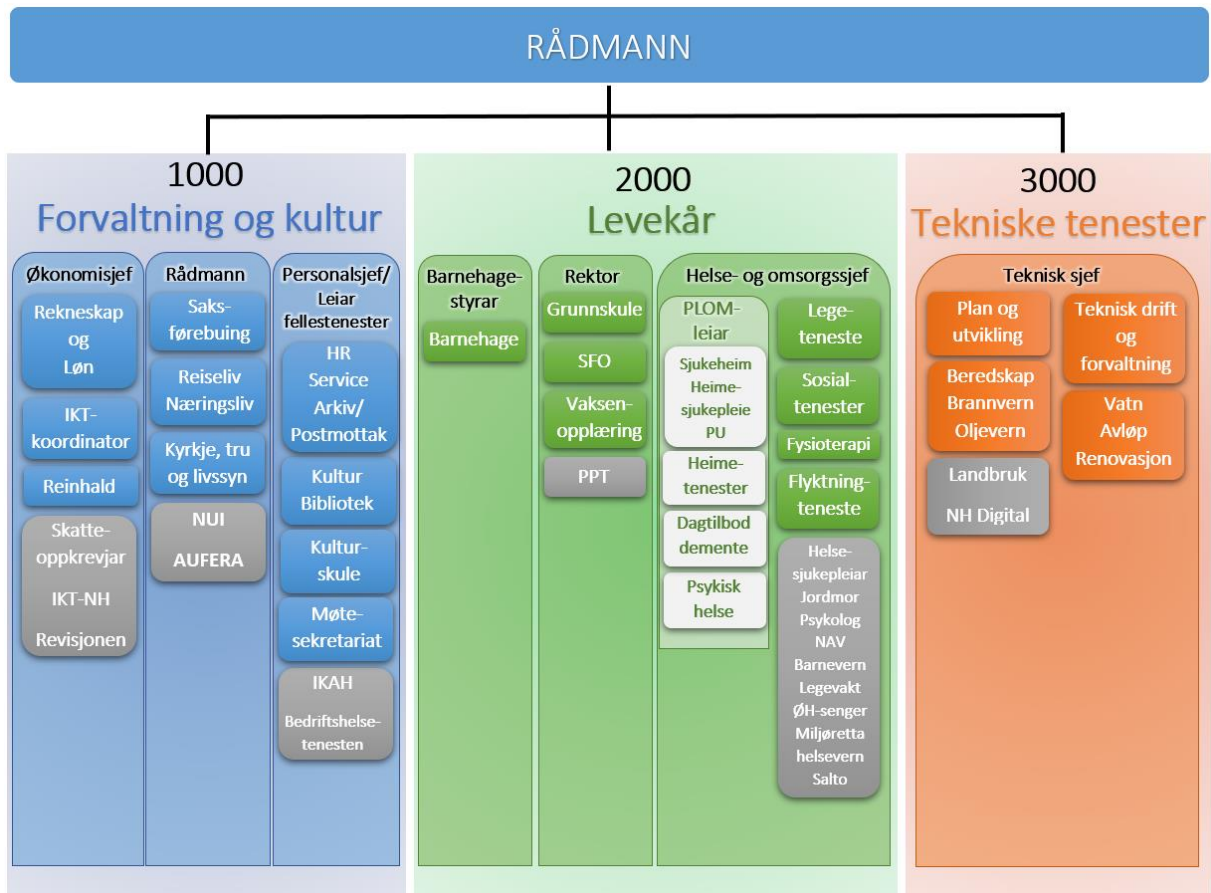 RÅDMANN
1000
Forvaltning og kultur
Økonomisjef
Rekneskap
og
Løn
IKT-
koordinator
Reinhald
Skatte-
oppkrevjar
IKT-NH
Revisjonen
Rådmann
Saks-
førebuing
Reiseliv
Næringsliv
Kyrkje, tru
og livssyn
NUI
AUFERA
Personalsjef/
Leiar
fellestenester
HR
Service
Arkiv/
Postmottak
Kultur
Bibliotek
Kultur-
skule
Møte-
sekretariat
IKAH
Bedriftshelse-
tenesten
2000
Levekår
Barnehage-
styrar
Barnehage
Rektor
Grunnskule
SFO
Vaksen-
opplæring
PPT
Helse- og omsorgssjef
PLOM-
leiar
Sjukeheim
Heime-
sjukepleie
PU
Heime-
tenester
Dagtilbod
demente
Psykisk
helse
Lege-
teneste
Sosial-
tenester
Fysioterapi
Flyktning-
teneste
Helse-
sjukepleiar
Jordmor
Psykolog
NAV
Barnevern
Legevakt
ØH-senger
Miljøretta
helsevern
Salto
3000
Tekniske tenester
Teknisk sjef
Plan og
utvikling
Beredskap
Brannvern
Oljevern
Landbruk
NH Digital
Teknisk drift
og
forvaltning
Vatn
Avløp
Renovasjon